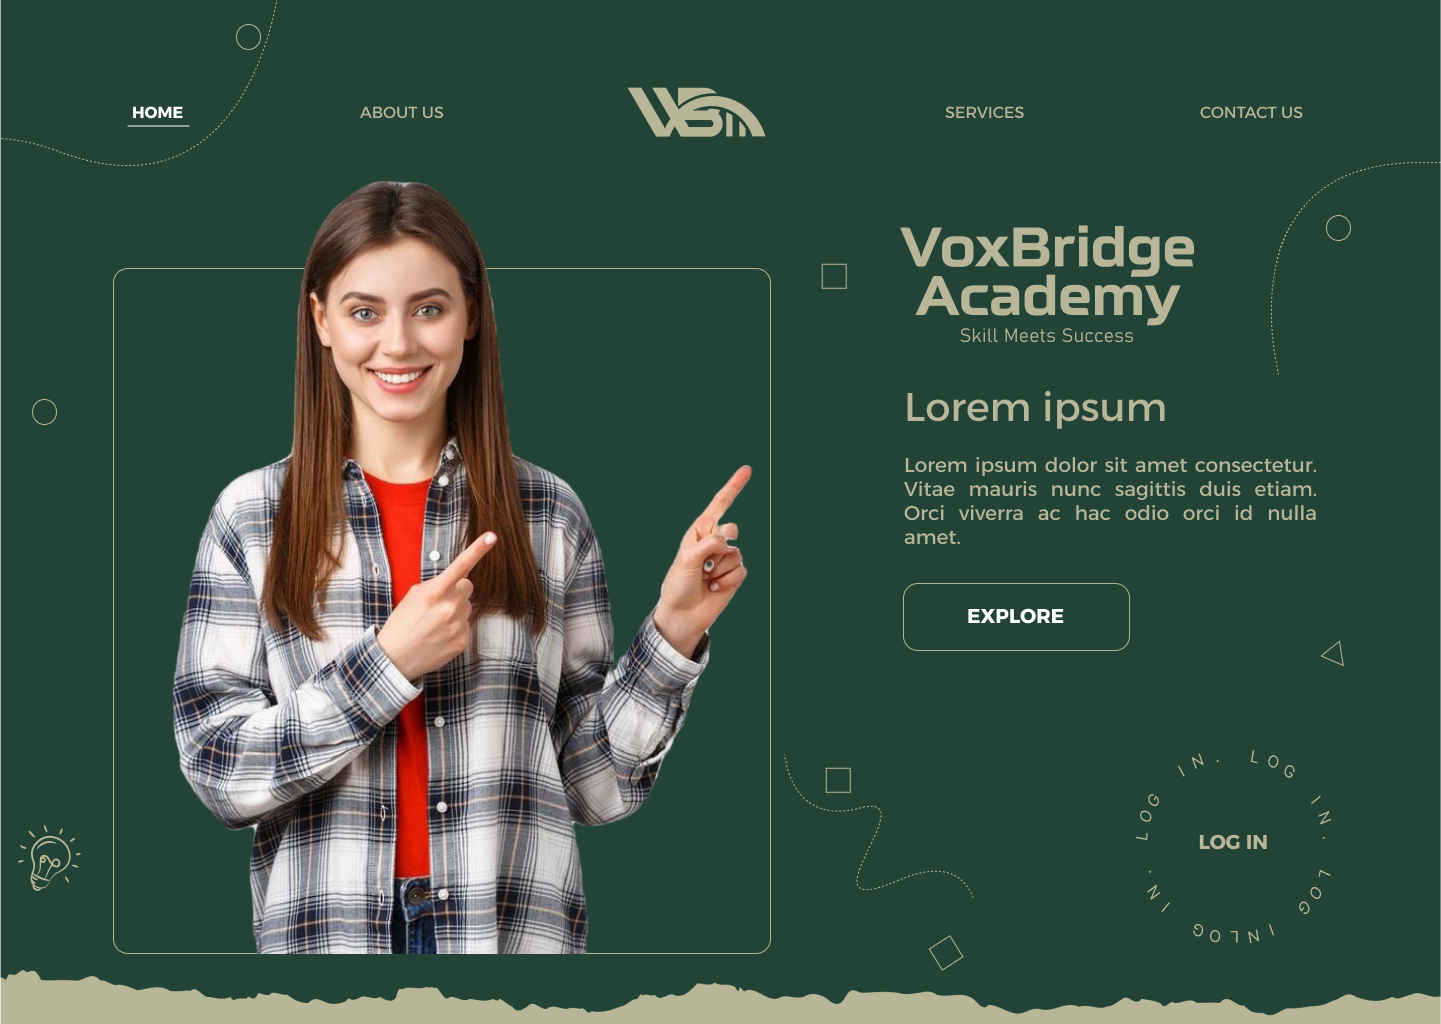 HOME
ABOUT US
SERVICES
CONTACT US
VoxBridge
Academy
Skill Meets Success
Lorem ipsum
Lorem ipsum dolor sit amet consectetur.
Vitae mauris nunc sagittis duis etiam.
Orci viverra ac hac odio orci id nulla
amet.
EXPLORE
LOG IN. LOG IN. LOG INLOG IN. LOG IN.
LOG IN